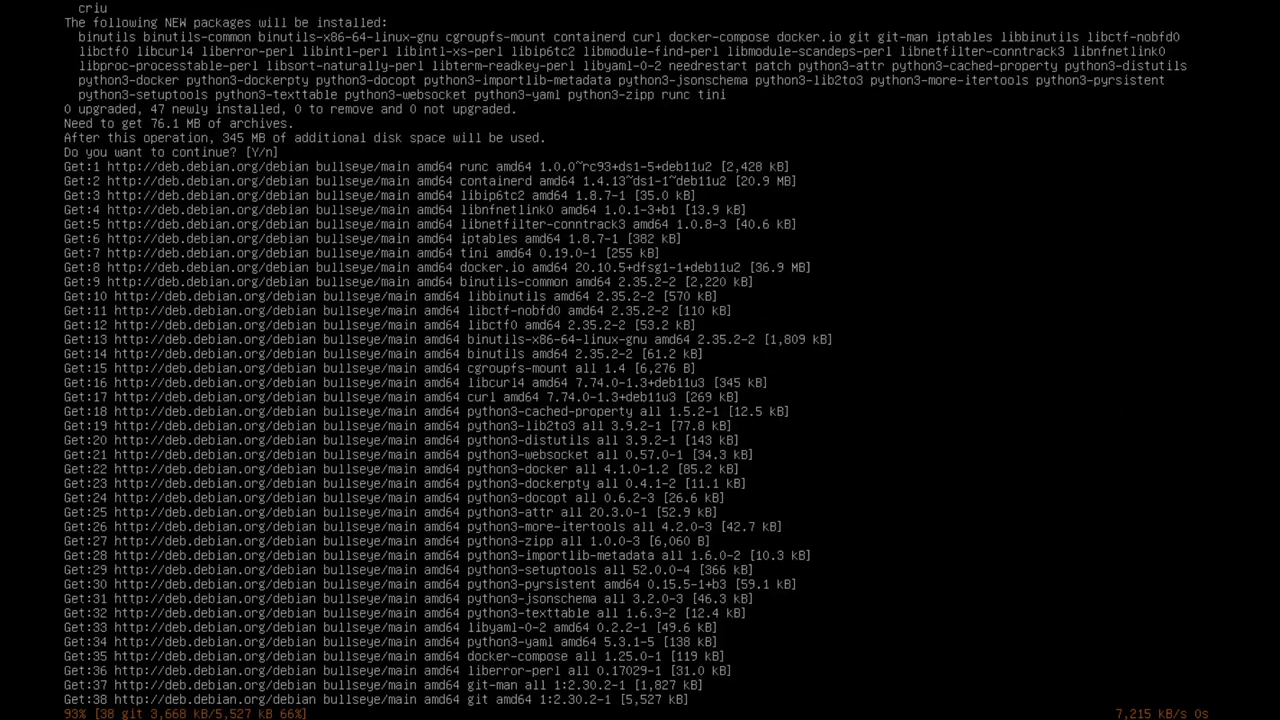 criu
The following NEW packages will be installed:
binutils binutils-common binutils-x86-64-linux-gnu cgroupfs-mount containerd curl docker-compose docker.io git git-man iptables libbinutils libctf-nobfd0
libctf0 libcurl4 liberror-perl libintl-perl libintl-xs-perl libip6tc2 libmodule-find-perl libmodule-scandeps-perl libnetfilter-conntrack3 libnfnetlink0
libproc-processtable-perl libsort-naturally-perl libterm-readkey-perl libyaml-0-2 needrestart patch python3-attr python3-cached-property python3-distutils
python3-docker python3-dockerpty python3-docopt python3-importlib-metadata python3-jsonschema python3-lib2to3 python3-more-itertools python3-pyrsistent
python3-setuptools python3-texttable python3-websocket python3-yaml python3-zipp runc tini
0 upgraded, 47 newly installed, 0 to remove and 0 not upgraded.
Need to get 76.1 MB of archives.
After this operation, 345 MB of additional disk space will be used.
Do you want to continue? [Y/n]
Get:1 http://deb.debian.org/debian bullseye/main amd64 runc amd64 1.0.0~rc93+ds1-5+deb11u2 [2,428 kB]
Get:2 http://deb.debian.org/debian bullseye/main amd64 containerd amd64 1.4.13~ds1-1~deb11u2 [20.9 MB]
Get:3 http://deb.debian.org/debian bullseye/main amd64 libip6tc2 amd64 1.8.7-1 [35.0 kB]
Get:4 http://deb.debian.org/debian bullseye/main amd64 libnfnetlink0 amd64 1.0.1-3+b1 [13.9 kB]
Get:5 http://deb.debian.org/debian bullseye/main amd64 libnetfilter-conntrack3 amd64 1.0.8-3 [40.6 kB]
Get:6 http://deb.debian.org/debian bullseye/main amd64 iptables amd64 1.8.7-1 [382 kB]
Get:7 http://deb.debian.org/debian bullseye/main amd64 tini amd64 0.19.0-1 [255 kB]
Get:8 http://deb.debian.org/debian bullseye/main amd64 docker.io amd64 20.10.5+dfsg1-1+deb11u2 [36.9 MB]
Get:9 http://deb.debian.org/debian bullseye/main amd64 binutils-common amd64 2.35.2-2 [2,220 kB]
Get:10 http://deb.debian.org/debian bullseye/main amd64 libbinutils amd64 2.35.2-2 [570 kB]
Get:11 http://deb.debian.org/debian bullseye/main amd64 libctf-nobfd0 amd64 2.35.2-2 [110 kB]
Get:12 http://deb.debian.org/debian bullseye/main amd64 libctf0 amd64 2.35.2-2 [53.2 kB]
Get:13 http://deb.debian.org/debian bullseye/main amd64 binutils-x86-64-linux-gnu amd64 2.35.2-2 [1,809 kB]
Get:14 http://deb.debian.org/debian bullseye/main amd64 binutils amd64 2.35.2-2 [61.2 kB]
Get:15 http://deb.debian.org/debian bullseye/main amd64 cgroupfs-mount all 1.4 [6,276 B]
Get:16 http://deb.debian.org/debian bullseye/main amd64 libcurl4 amd64 7.74.0-1.3+deb11u3 [345 kB]
Get:17 http://deb.debian.org/debian bullseye/main amd64 curl amd64 7.74.0-1.3+deb11u3 [269 kB]
Get:18 http://deb.debian.org/debian bullseye/main amd64 python3-cached-property all 1.5.2-1 [12.5 kB]
Get:19 http://deb.debian.org/debian bullseye/main amd64 python3-lib2to3 all 3.9.2-1 [77.8 kB]
Get:20 http://deb.debian.org/debian bullseye/main amd64 python3-distutils all 3.9.2-1 [143 kB]
Get:21 http://deb.debian.org/debian bullseye/main amd64 python3-websocket all 0.57.0-1 [34.3 kB]
Get:22 http://deb.debian.org/debian bullseye/main amd64 python3-docker all 4.1.0-1.2 [85.2 kB]
Get:23 http://deb.debian.org/debian bullseye/main amd64 python3-dockerpty all 0.4.1-2 [11.1 kB]
Get:24 http://deb.debian.org/debian bullseye/main amd64 python3-docopt all 0.6.2-3 [26.6 kB]
Get:25 http://deb.debian.org/debian bullseye/main amd64 python3-attr all 20.3.0-1 [52.9 kB]
Get:26 http://deb.debian.org/debian bullseye/main amd64 python3-more-itertools all 4.2.0-3 [42.7 kB]
Get:27 http://deb.debian.org/debian bullseye/main amd64 python3-zipp all 1.0.0-3 [6,060 B]
Get:28 http://deb.debian.org/debian bullseye/main amd64 python3-importlib-metadata all 1.6.0-2 [10.3 kB]
Get:29 http://deb.debian.org/debian bullseye/main amd64 python3-setuptools all 52.0.0-4 [366 kB]
Get:30 http://deb.debian.org/debian bullseye/main amd64 python3-pyrsistent amd64 0.15.5-1+b3 [59.1 kB]
Get:31 http://deb.debian.org/debian bullseye/main amd64 python3-jsonschema all 3.2.0-3 [46.3 kB]
Get:32 http://deb.debian.org/debian bullseye/main amd64 python3-texttable all 1.6.3-2 [12.4 kB]
Get:33 http://deb.debian.org/debian bullseye/main amd64 libyaml-0-2 amd64 0.2.2-1 [49.6 kB]
Get:34 http://deb.debian.org/debian bullseye/main amd64 python3-yaml amd64 5.3.1-5 [138 kB]
Get:35 http://deb.debian.org/debian bullseye/main amd64 docker-compose all 1.25.0-1 [119 kB]
Get:36 http://deb.debian.org/debian bullseye/main amd64 liberror-perl all 0.17029-1 [31.0 kB]
Get:37 http://deb.debian.org/debian bullseye/main amd64 git-man all 1:2.30.2-1 [1,827 kB]
Get:38 http://deb.debian.org/debian bullseye/main amd64 git amd64 1:2.30.2-1 [5,527 kB]
93% [38 git 3,668 kB/5,527 kB 66%] 7,215 kB/s 0s